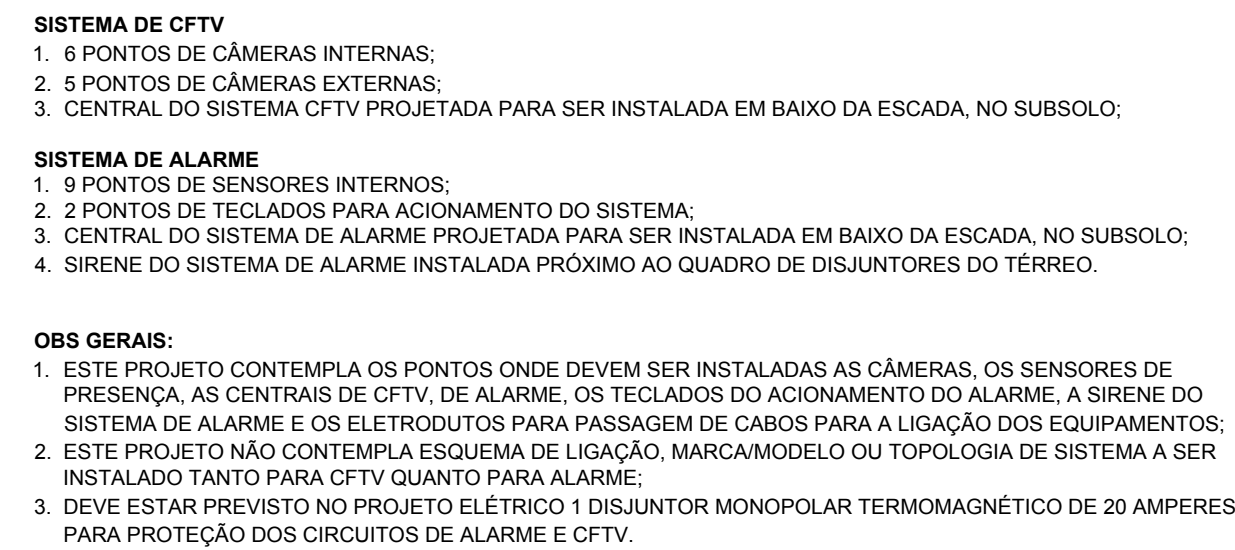 SISTEMA DE CFTV
1. 6 PONTOS DE CÂMERAS INTERNAS;
2. 5 PONTOS DE CÂMERAS EXTERNAS;
3. CENTRAL DO SISTEMA CFTV PROJETADA PARA SER INSTALADA EM BAIXO DA ESCADA, NO SUBSOLO;
SISTEMA DE ALARME
1. 9 PONTOS DE SENSORES INTERNOS;
2. 2 PONTOS DE TECLADOS PARA ACIONAMENTO DO SISTEMA;
3. CENTRAL DO SISTEMA DE ALARME PROJETADA PARA SER INSTALADA EM BAIXO DA ESCADA, NO SUBSOLO;
4. SIRENE DO SISTEMA DE ALARME INSTALADA PRÓXIMO AO QUADRO DE DISJUNTORES DO TÉRREO.
OBS GERAIS:
1. ESTE PROJETO CONTEMPLA OS PONTOS ONDE DEVEM SER INSTALADAS AS CÂMERAS, OS SENSORES DE
PRESENÇA, AS CENTRAIS DE CFTV, DE ALARME, OS TECLADOS DO ACIONAMENTO DO ALARME, A SIRENE DO
SISTEMA DE ALARME E OS ELETRODUTOS PARA PASSAGEM DE CABOS PARA A LIGAÇÃO DOS EQUIPAMENTOS;
2. ESTE PROJETO NÃO CONTEMPLA ESQUEMA DE LIGAÇÃO, MARCA/MODELO OU TOPOLOGIA DE SISTEMA A SER
INSTALADO TANTO PARA CFTV QUANTO PARA ALARME;
3. DEVE ESTAR PREVISTO NO PROJETO ELÉTRICO 1 DISJUNTOR MONOPOLAR TERMOMAGNÉTICO DE 20 AMPERES
PARA PROTEÇÃO DOS CIRCUITOS DE ALARME E CFTV.